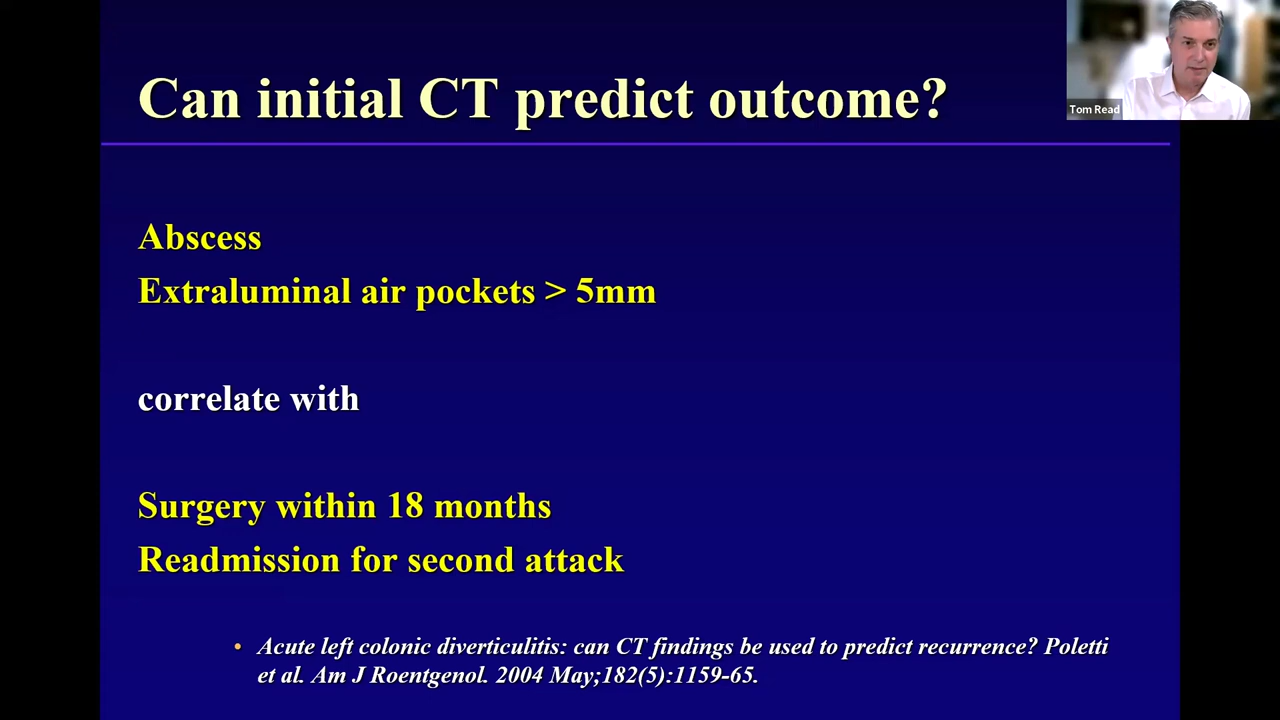 Can initial CT predict outcome?
Tom Read
Abscess
Extraluminal air pockets > 5mm
correlate with
Surgery within 18 months
Readmission for second attack
• Acute left colonic diverticulitis: can CT findings be used to predict recurrence? Poletti
et al. Am J Roentgenol. 2004 May;182(5):1159-65.